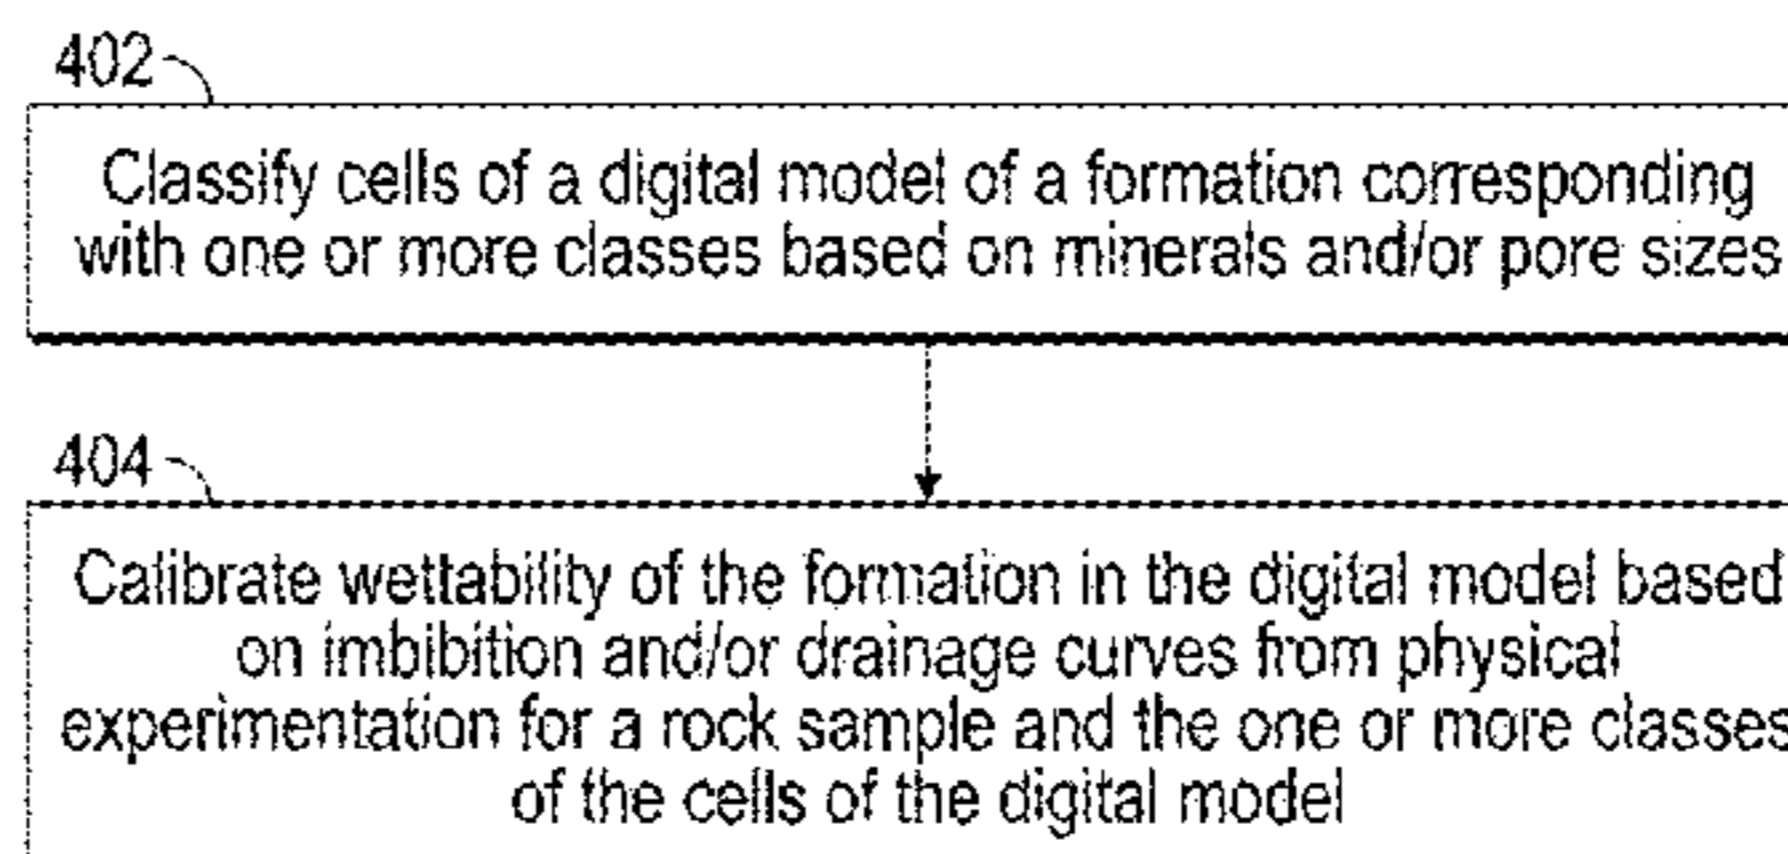 402
Classify cells of a digital model of a formation corresponding
with one or more classes based on minerals and/or pore sizes
404
Calibrate wettability of the formation in the digital model based
on imbibition and/or drainage curves from physical
experimentation for a rock sample and the one or more classes
of the cells of the digital model